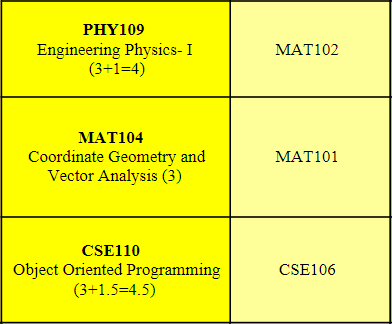 PHY109
Engineering Physics- I
(3+1=4)
MAT102
MAT104
Coordinate Geometry and
Vector Analysis (3)
MAT101
CSE110
Object Oriented Programming
(3+1.5=4.5)
CSE106